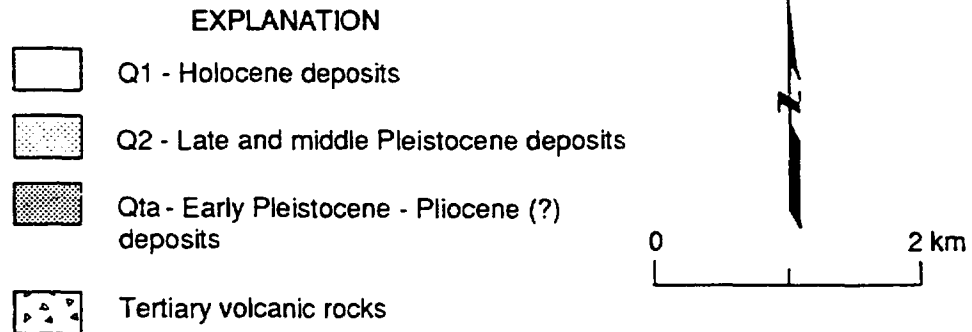 EXPLANATION
Q1 - Holocene deposits
Q2 - Late and middle Pleistocene deposits
Qta - Early Pleistocene - Pliocene (?)
deposits
Tertiary volcanic rocks
N
0 2 km